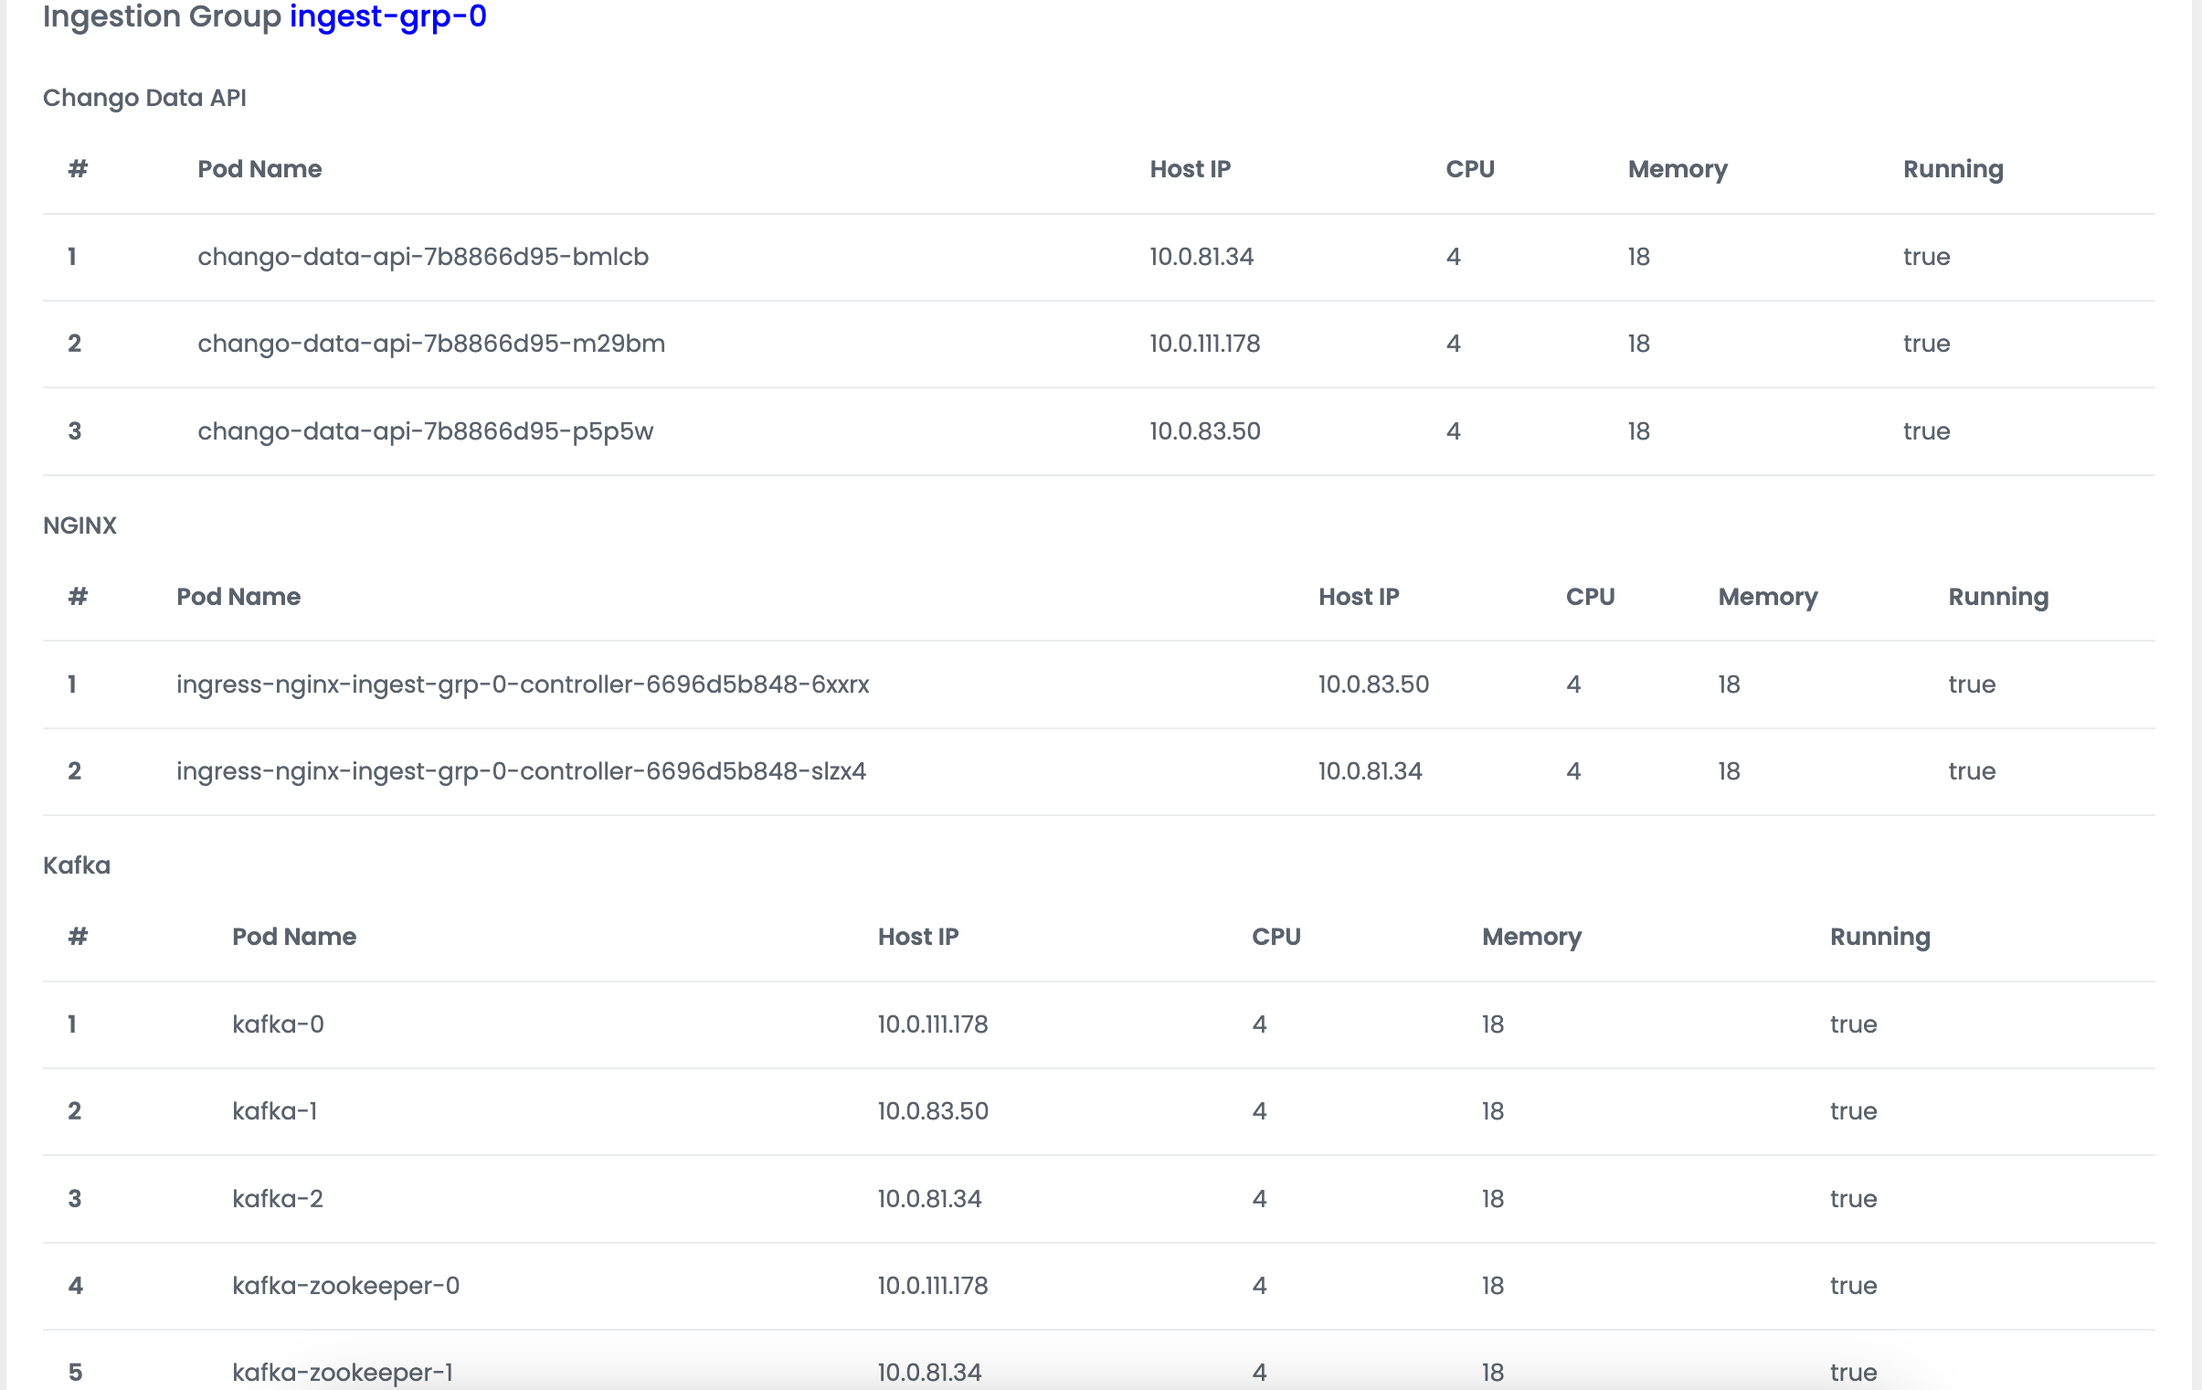 Ingestion Group ingest-grp-0
Chango Data API
# Pod Name Host IP CPU Memory Running
1 chango-data-api-7b8866d95-bmlcb 10.0.81.34 4 18 true
2 chango-data-api-7b8866d95-m29bm 10.0.111.178 4 18 true
3 chango-data-api-7b8866d95-p5p5w 10.0.83.50 4 18 true
NGINX
# Pod Name Host IP CPU Memory Running
1 ingress-nginx-ingest-grp-0-controller-6696d5b848-6xxrx 10.0.83.50 4 18 true
2 ingress-nginx-ingest-grp-0-controller-6696d5b848-slzx4 10.0.81.34 4 18 true
Kafka
# Pod Name Host IP CPU Memory Running
1 kafka-0 10.0.111.178 4 18 true
2 kafka-1 10.0.83.50 4 18 true
3 kafka-2 10.0.81.34 4 18 true
4 kafka-zookeeper-0 10.0.111.178 4 18 true
5 kafka-zookeeper-1 10.0.81.34 4 18 true